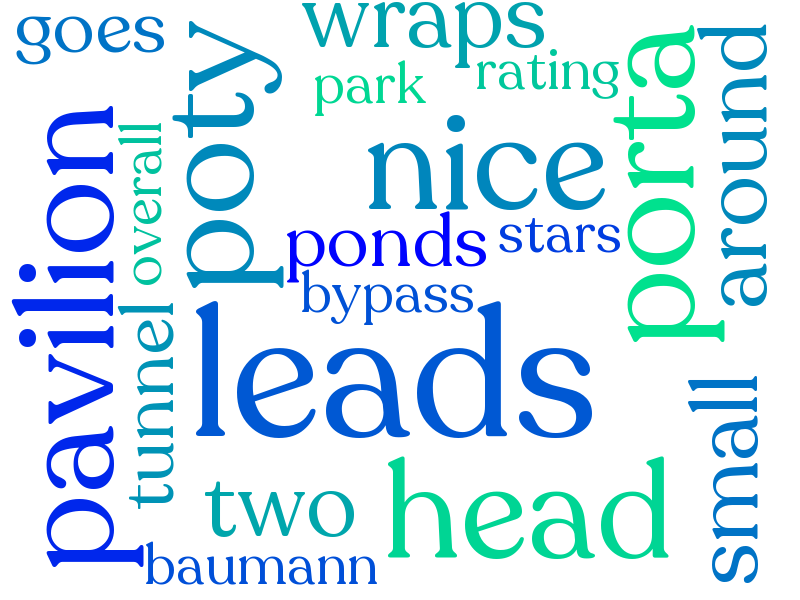 goes
wraps
poty
porta
around
park
rating
pavilion
overall
nice
ponds
stars
bypass
tunnel
leads
small
two
head
baumann